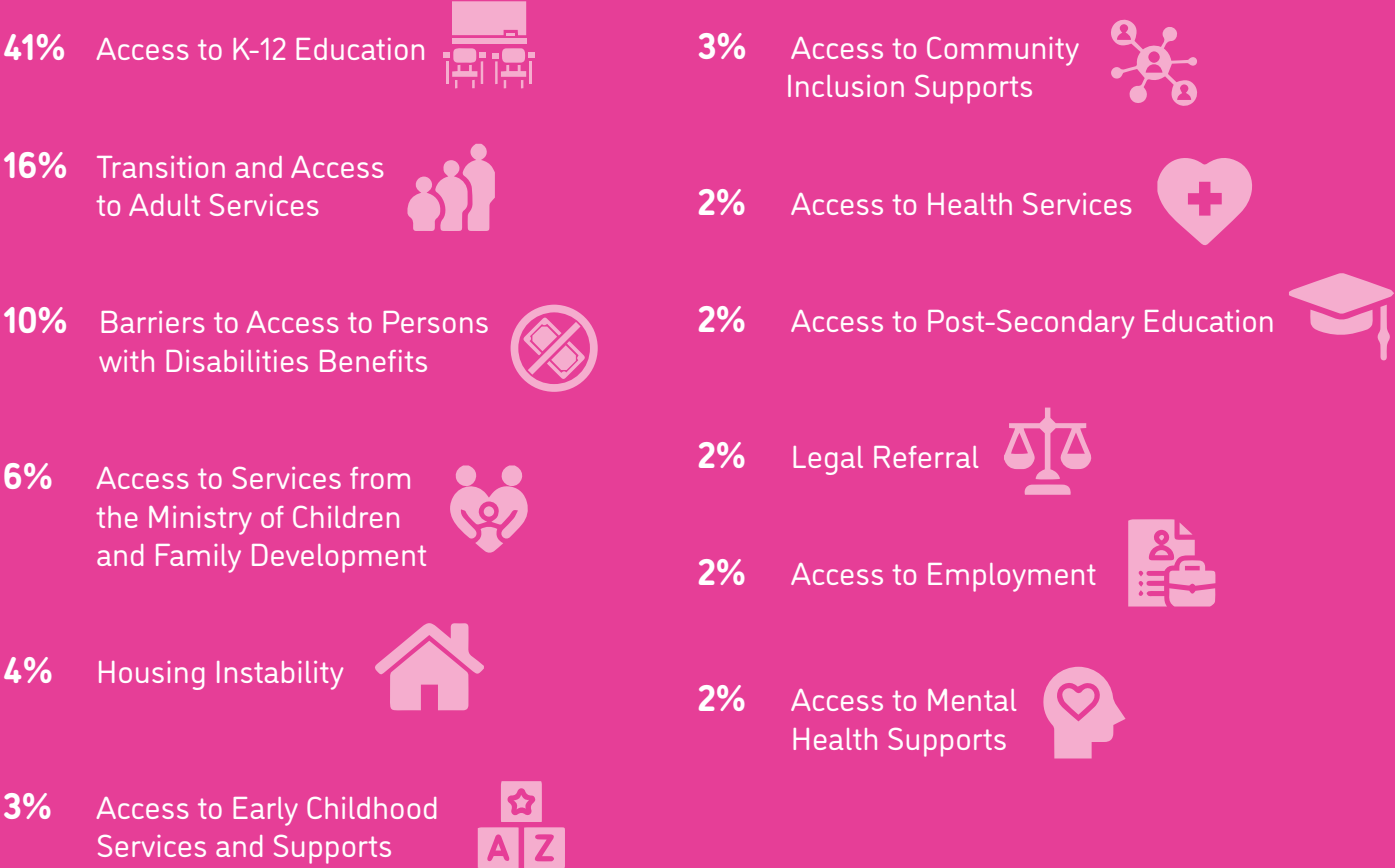 41% Access to K-12 Education
16% Transition and Access
to Adult Services
10% Barriers to Access to Persons
with Disabilities Benefits
6% Access to Services from
the Ministry of Children
and Family Development
4% Housing Instability
3% Access to Early Childhood
Services and Supports
A Z
3% Access to Community
Inclusion Supports
2% Access to Health Services
2% Access to Post-Secondary Education
2% Legal Referral
2% Access to Employment
2% Access to Mental
Health Supports